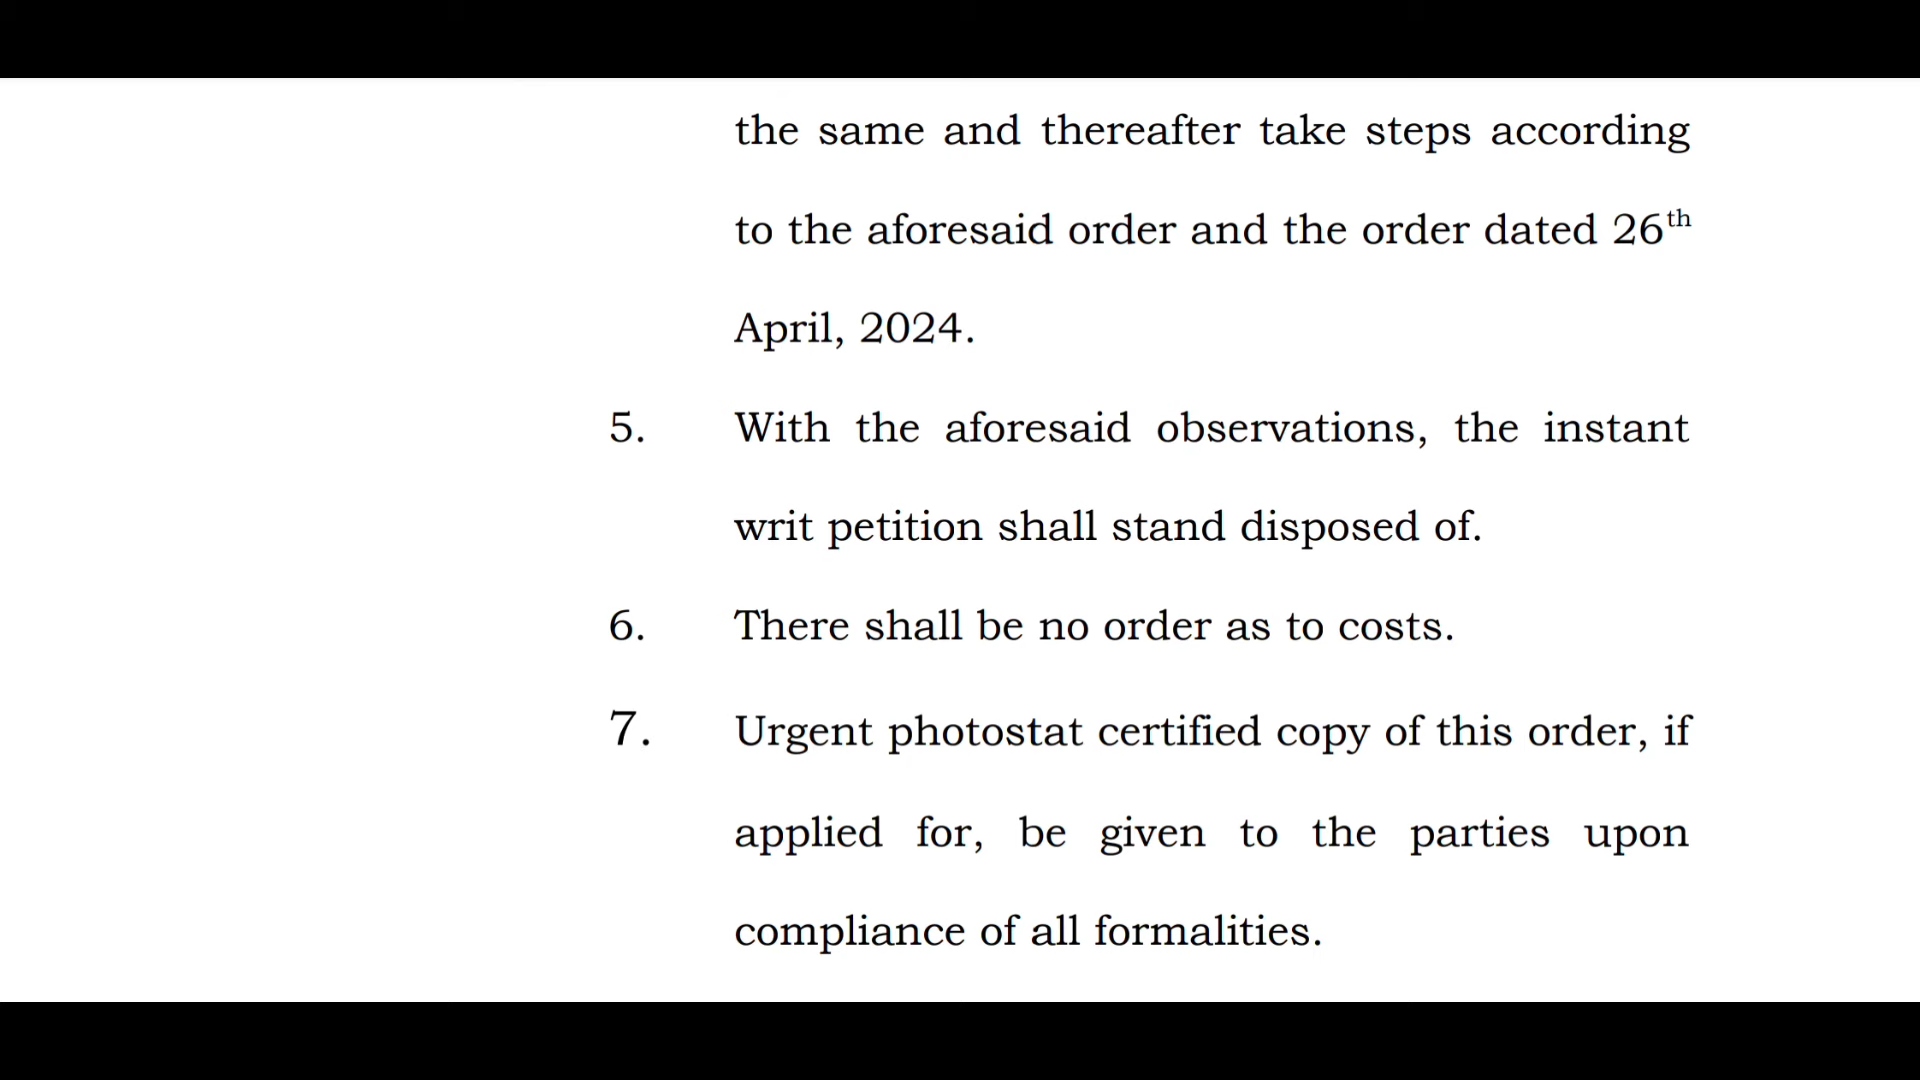 the same and thereafter take steps according
to the aforesaid order and the order dated 26th
April, 2024.
5. With the aforesaid observations, the instant
writ petition shall stand disposed of.
6. There shall be no order as to costs.
7. Urgent photostat certified copy of this order, if
applied for, be given to the parties upon
compliance of all formalities.